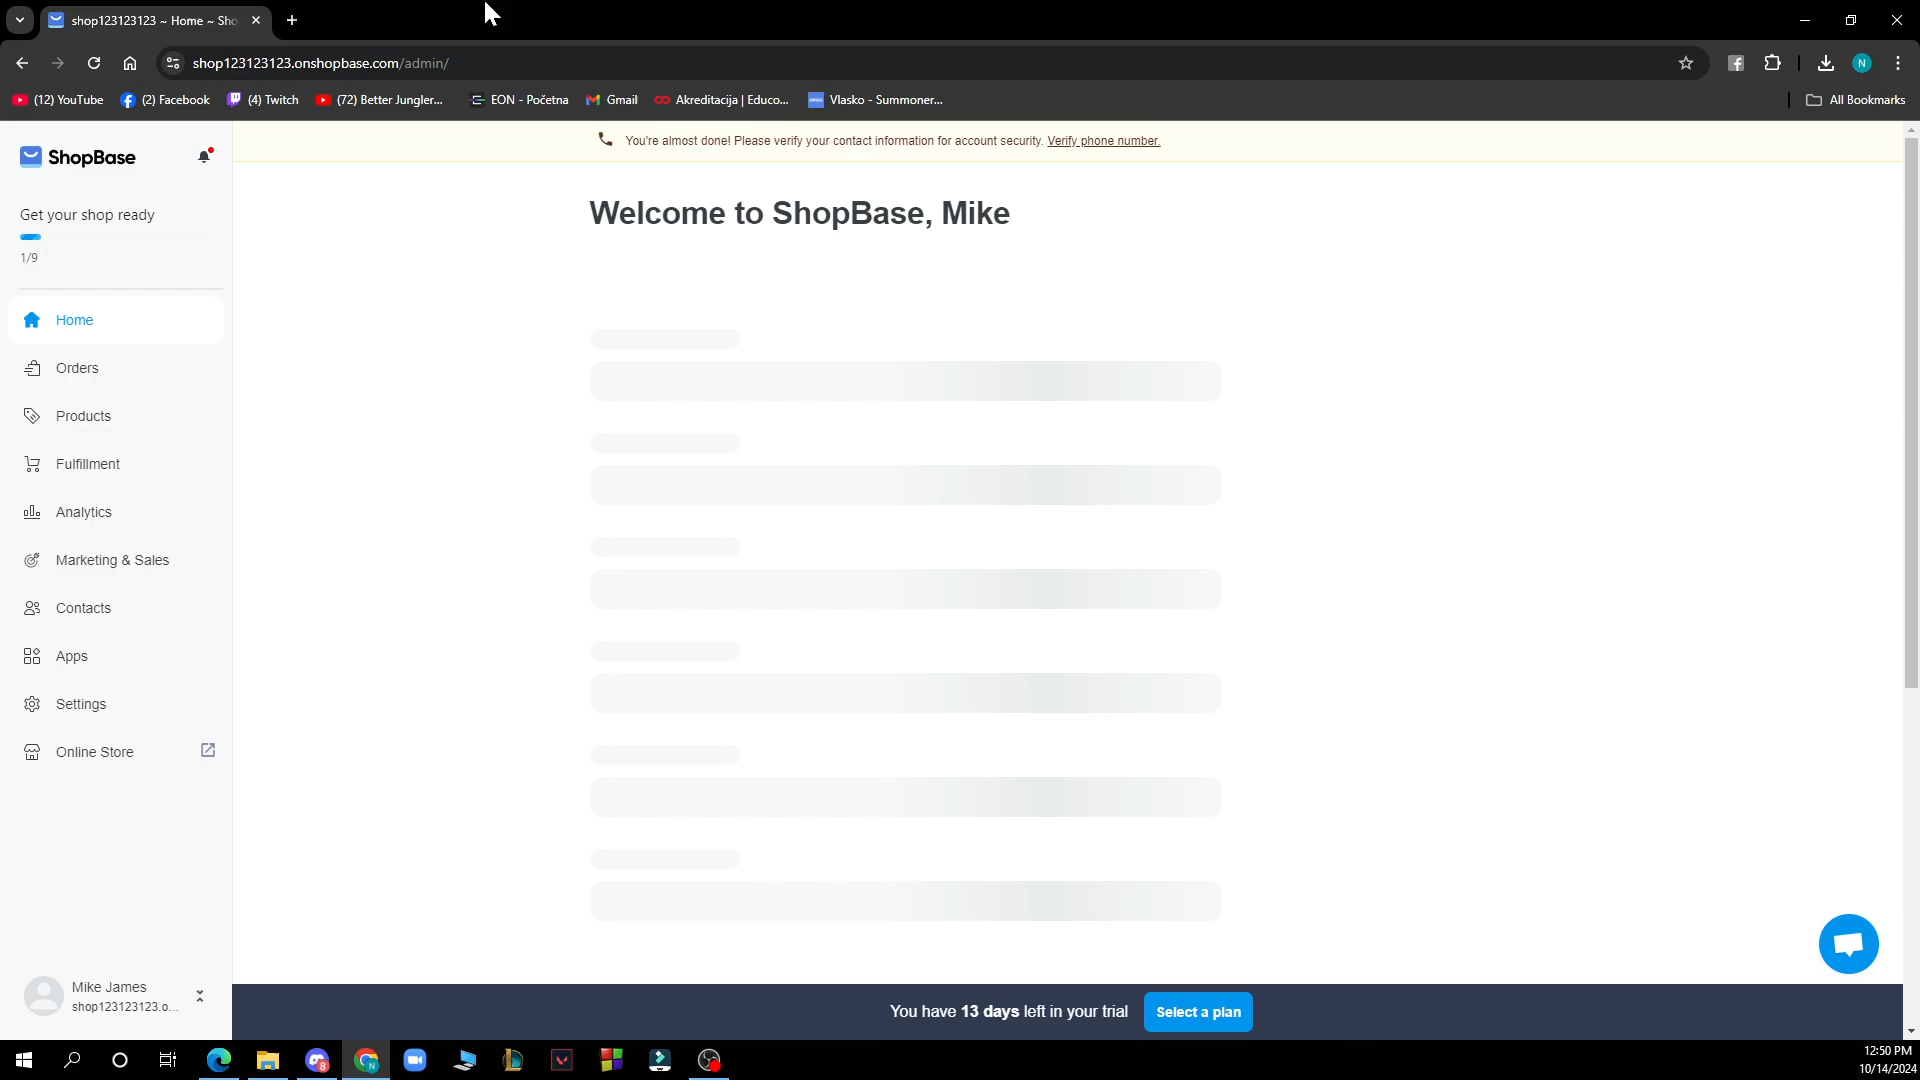 shop123123123 ~ Home ~ Sho
shop123123123.onshopbase.com/admin/
N
(12) YouTube
(2) Facebook
(4) Twitch
(72) Better Jungler...
EON - Početna
Gmail
Akreditacija | Educo...
Vlasko - Summoner...
All Bookmarks
ShopBase
You're almost done! Please verify your contact information for account security. Verify phone number.
Get your shop ready
1/9
Welcome to ShopBase, Mike
Home
Orders
Products
Fulfillment
Analytics
Marketing & Sales
Contacts
Apps
Settings
Online Store
Mike James
shop123123123.o...
You have 13 days left in your trial
Select a plan
12:50 PM
10/14/2024